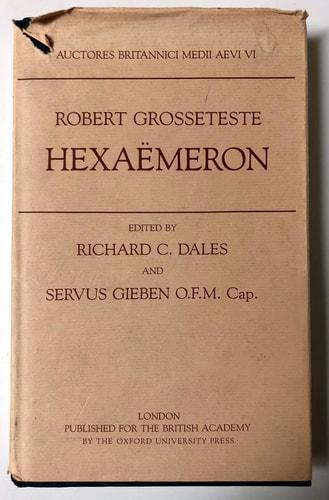 AUCTORES BRITANNICI MEDII AEVI VI
ROBERT GROSSETESTE
HEXAËMERON
EDITED BY
RICHARD C. DALES
AND
SERVUS GIEBEN O.F.M. Cap.
LONDON
PUBLISHED FOR THE BRITISH ACADEMY
BY THE OXFORD UNIVERSITY PRESS